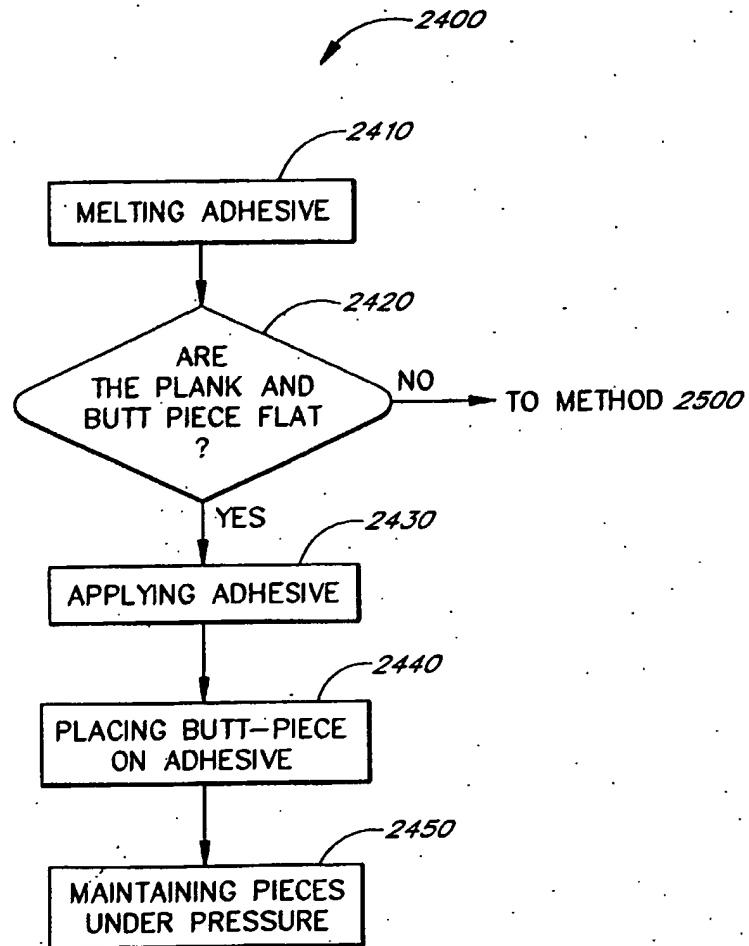 2400
2410
MELTING ADHESIVE
2420
ARE
THE PLANK AND
BUTT PIECE FLAT
?
NO
TO METHOD 2500
YES
2430
APPLYING ADHESIVE
2440
PLACING BUTT-PIECE
ON ADHESIVE
2450
MAINTAINING PIECES
UNDER PRESSURE